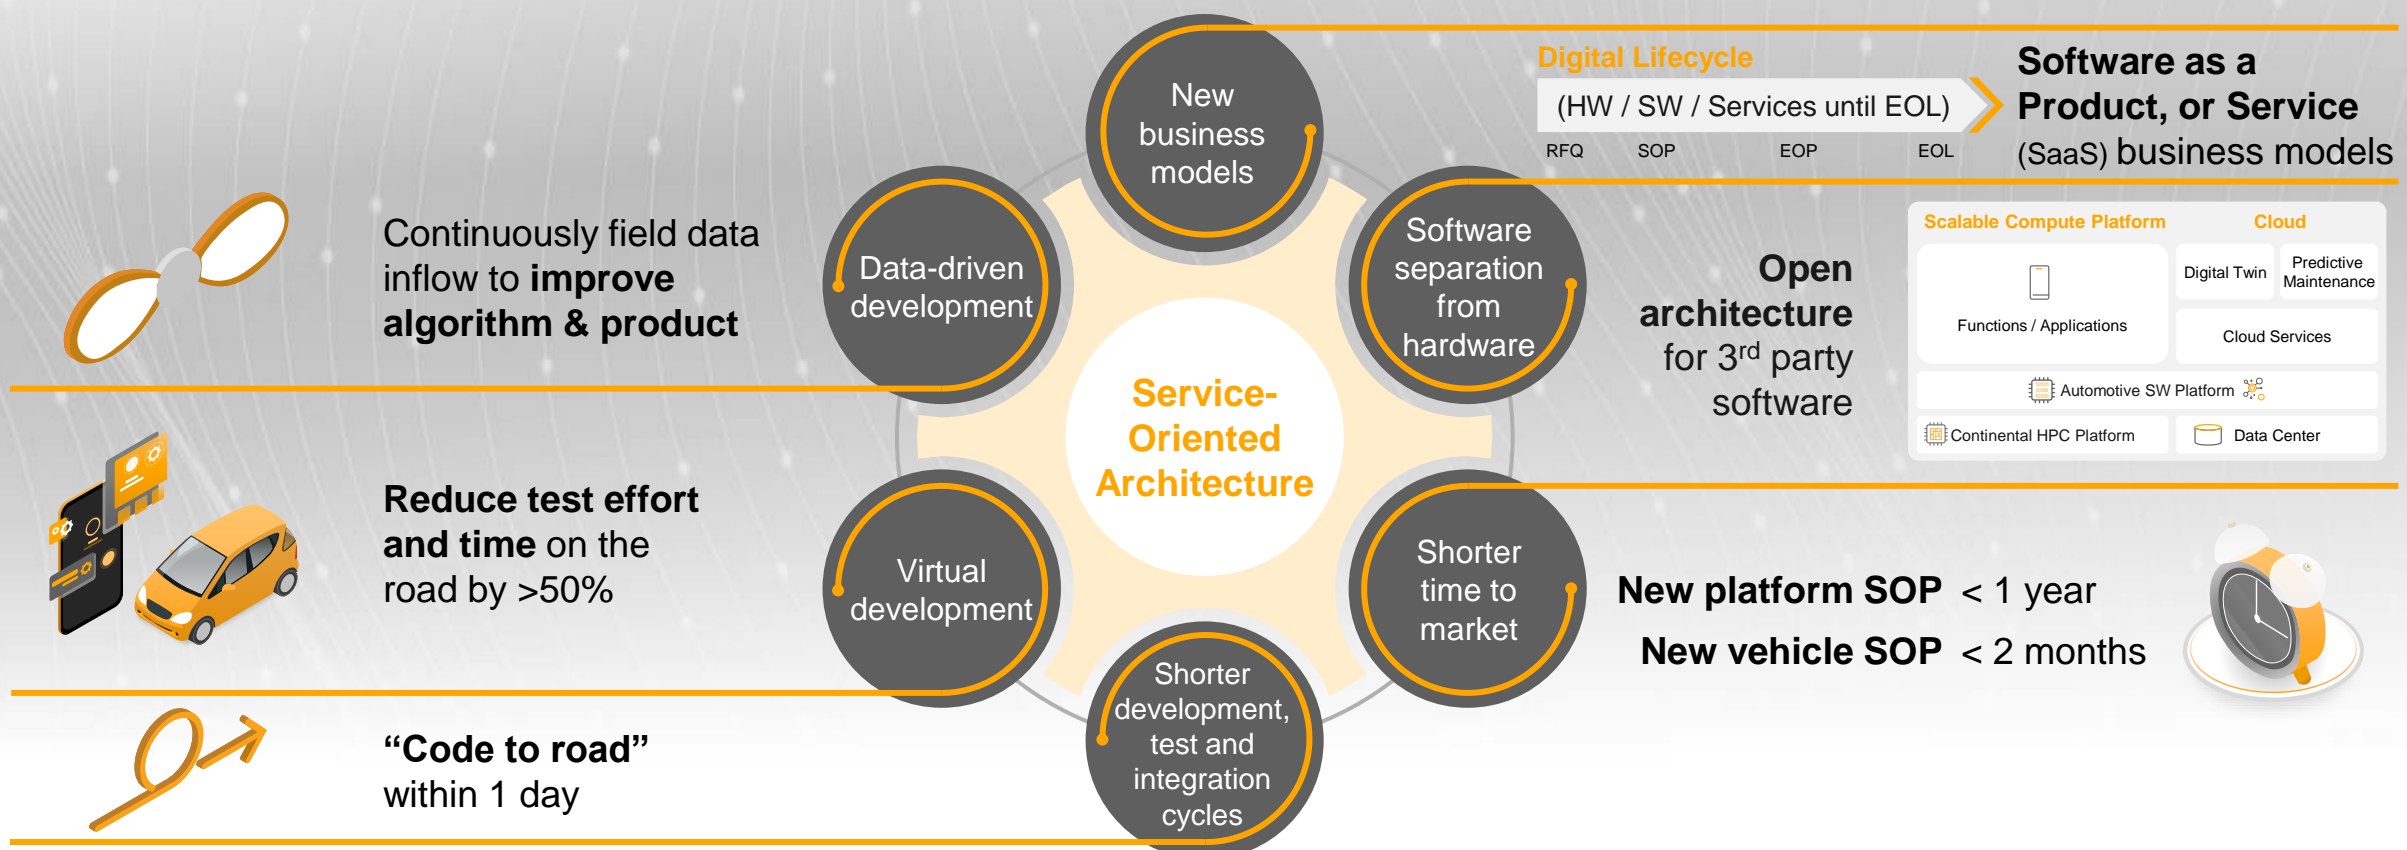 New
business
models
Digital Lifecycle
(HW / SW / Services until EOL)
RFQ SOP EOP EOL
Software as a
Product, or Service
(SaaS) business models
Continuously field data
inflow to improve
algorithm & product
Data-driven
development
Software
separation
from
hardware
Open
architecture
for 3rd party
software
Scalable Compute Platform
Functions / Applications
Cloud
Digital Twin
Predictive
Maintenance
Cloud Services
Automotive SW Platform
Continental HPC Platform
Data Center
Service-
Oriented
Architecture
Reduce test effort
and time on the
road by >50%
Virtual
development
Shorter
time to
market
New platform SOP < 1 year
New vehicle SOP < 2 months
“Code to road”
within 1 day
Shorter
development,
test and
integration
cycles